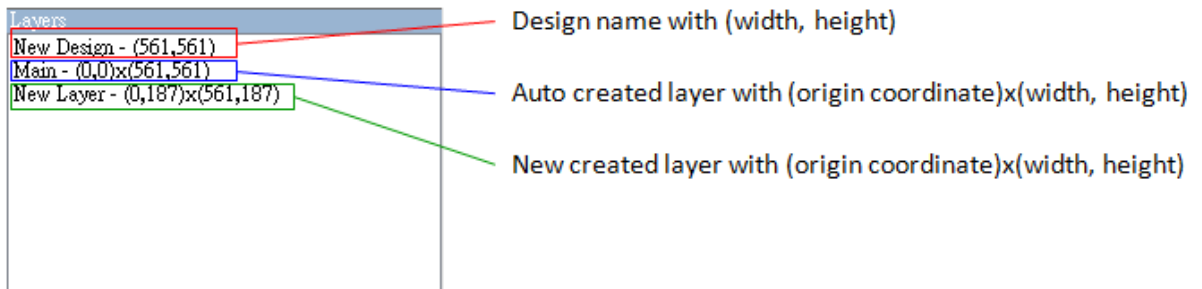 Layers
New Design - (561,561)
Main - (0,0)x(561,561)
New Layer - (0,187)x(561,187)
Design name with (width, height)
Auto created layer with (origin coordinate)x(width, height)
New created layer with (origin coordinate)x(width, height)